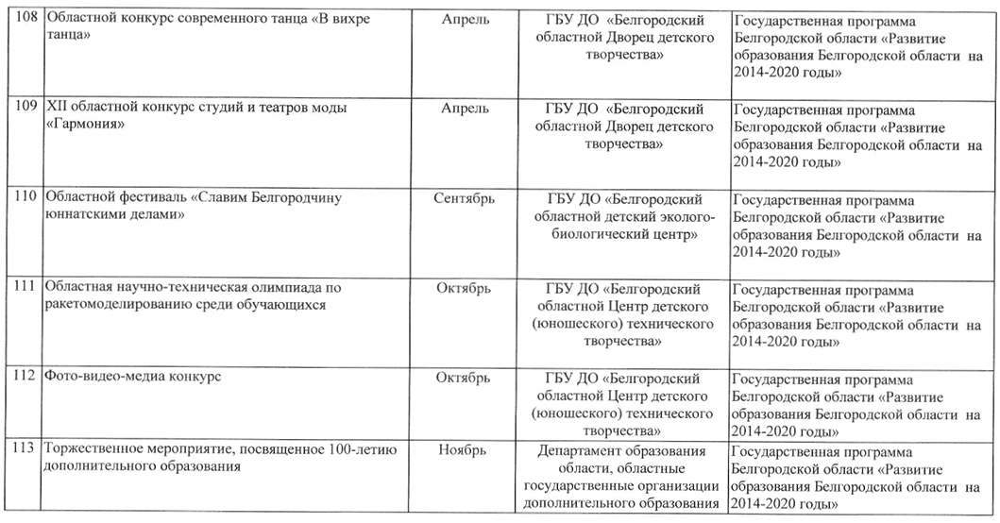 108 Областной конкурс современного танца «В вихре
танца»
Апрель
ГБУ ДО «Белгородский
областной Дворец детского
творчества»
Государственная программа
Белгородской области «Развитие
образования Белгородской области на
2014-2020 годы»
109 XII областной конкурс студий и театров моды
«Гармония»
Апрель
ГБУ ДО «Белгородский
областной Дворец детского
творчества»
Государственная программа
Белгородской области «Развитие
образования Белгородской области на
2014-2020 годы»
110 Областной фестиваль «Славим Белгородчину
юннатскими делами»
Сентябрь
ГБУ ДО «Белгородский
областной детский эколого-
биологический центр»
Государственная программа
Белгородской области «Развитие
образования Белгородской области на
2014-2020 годы»
111 Областная научно-техническая олимпиада по
ракетомоделированию среди обучающихся
Октябрь
ГБУ ДО «Белгородский
областной Центр детского
(юношеского) технического
творчества»
Государственная программа
Белгородской области «Развитие
образования Белгородской области на
2014-2020 годы»
112 Фото-видео-медиа конкурс
Октябрь
ГБУ ДО «Белгородский
областной Центр детского
(юношеского) технического
творчества»
Государственная программа
Белгородской области «Развитие
образования Белгородской области на
2014-2020 годы»
113 Торжественное мероприятие, посвященное 100-летию
дополнительного образования
Ноябрь
Департамент образования
области, областные
государственные организации
дополнительного образования
Государственная программа
Белгородской области «Развитие
образования Белгородской области на
2014-2020 годы»